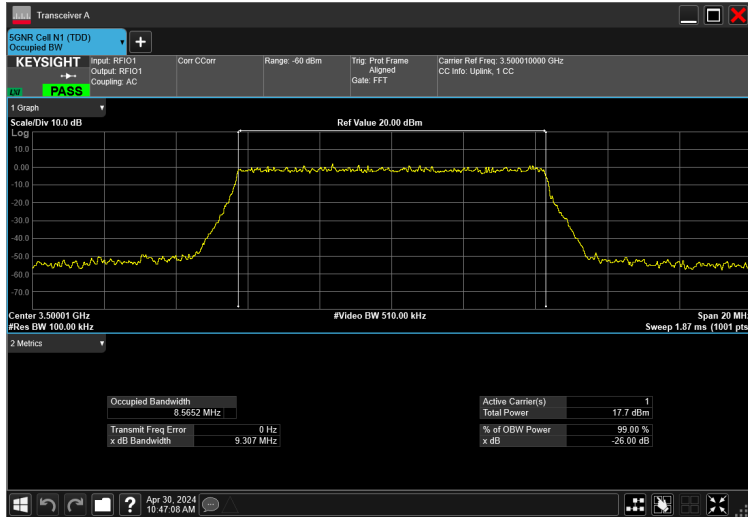 Transceiver A
5GNR Cell N1 (TDD)
Occupied BW
KEYSIGHT
LXI
PASS
Input: RFIO1
Output: RFIO1
Coupling: AC
Corr CCorr
Range: -60 dBm
Trig: Prot Frame
Aligned
Gate: FFT
Carrier Ref Freq: 3.500010000 GHz
CC Info: Uplink, 1 CC
1 Graph
Scale/Div 10.0 dB
Ref Value 20.00 dBm
Log
10.0
0.00
-10.0
-20.0
-30.0
-40.0
-50.0
-60.0
-70.0
Center 3.50001 GHz
#Video BW 510.00 kHz
Span 20 MHz
#Res BW 100.00 kHz
Sweep 1.87 ms (1001 pts
2 Metrics
Occupied Bandwidth
8.5652 MHz
Transmit Freq Error 0 Hz
x dB Bandwidth 9.307 MHz
Active Carrier(s) 1
Total Power 17.7 dBm
% of OBW Power 99.00 %
x dB -26.00 dB
?
Apr 30, 2024
10:47:08 AM